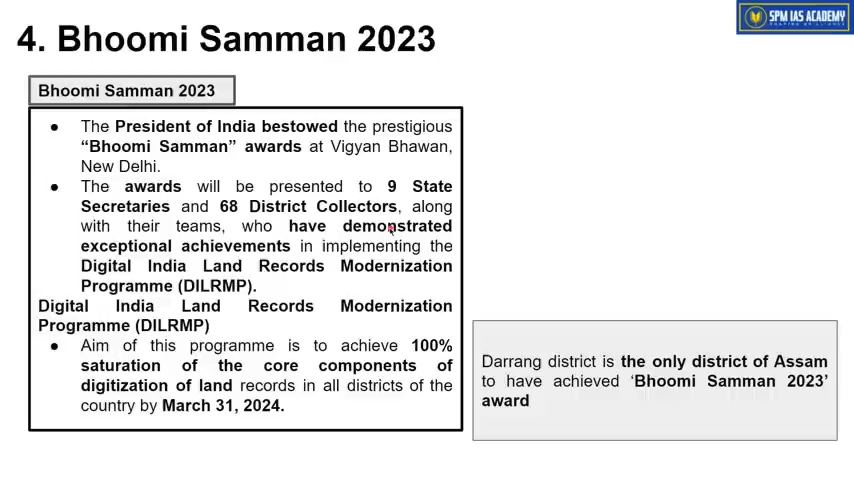 SPM IAS ACADEMY
4. Bhoomi Samman 2023
Bhoomi Samman 2023
● The President of India bestowed the prestigious
“Bhoomi Samman” awards at Vigyan Bhawan,
New Delhi.
● The awards will be presented to 9 State
Secretaries and 68 District Collectors, along
with their teams, who have demonstrated
exceptional achievements in implementing the
Digital India Land Records Modernization
Programme (DILRMP).
Digital India Land Records Modernization
Programme (DILRMP)
● Aim of this programme is to achieve 100%
saturation of the core components of
digitization of land records in all districts of the
country by March 31, 2024.
Darrang district is the only district of Assam
to have achieved ‘Bhoomi Samman 2023’
award